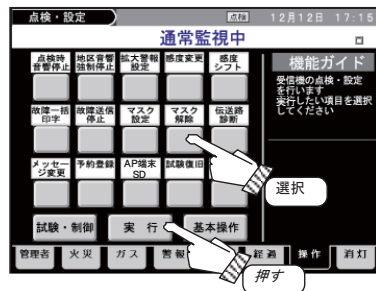 点検・設定
点検
12月12日 17:15
通常監視中
点検時
音響停止
地区音響
強制停止
拡大警報
設定
感度変更
感度
シフト
機能ガイド
受信機の点検・設定
を行います
実行したい項目を選択
してください
故障一括
印字
故障送信
停止
マスク
設定
マスク
解除
伝送路
診断
メッセー
ジ変更
予約登録
AP端末
SD
試験復旧
選択
試験・制御
実 行
基本操作
管理者
火 災
ガ ス
警 報
経 過
操 作
消 灯
押す